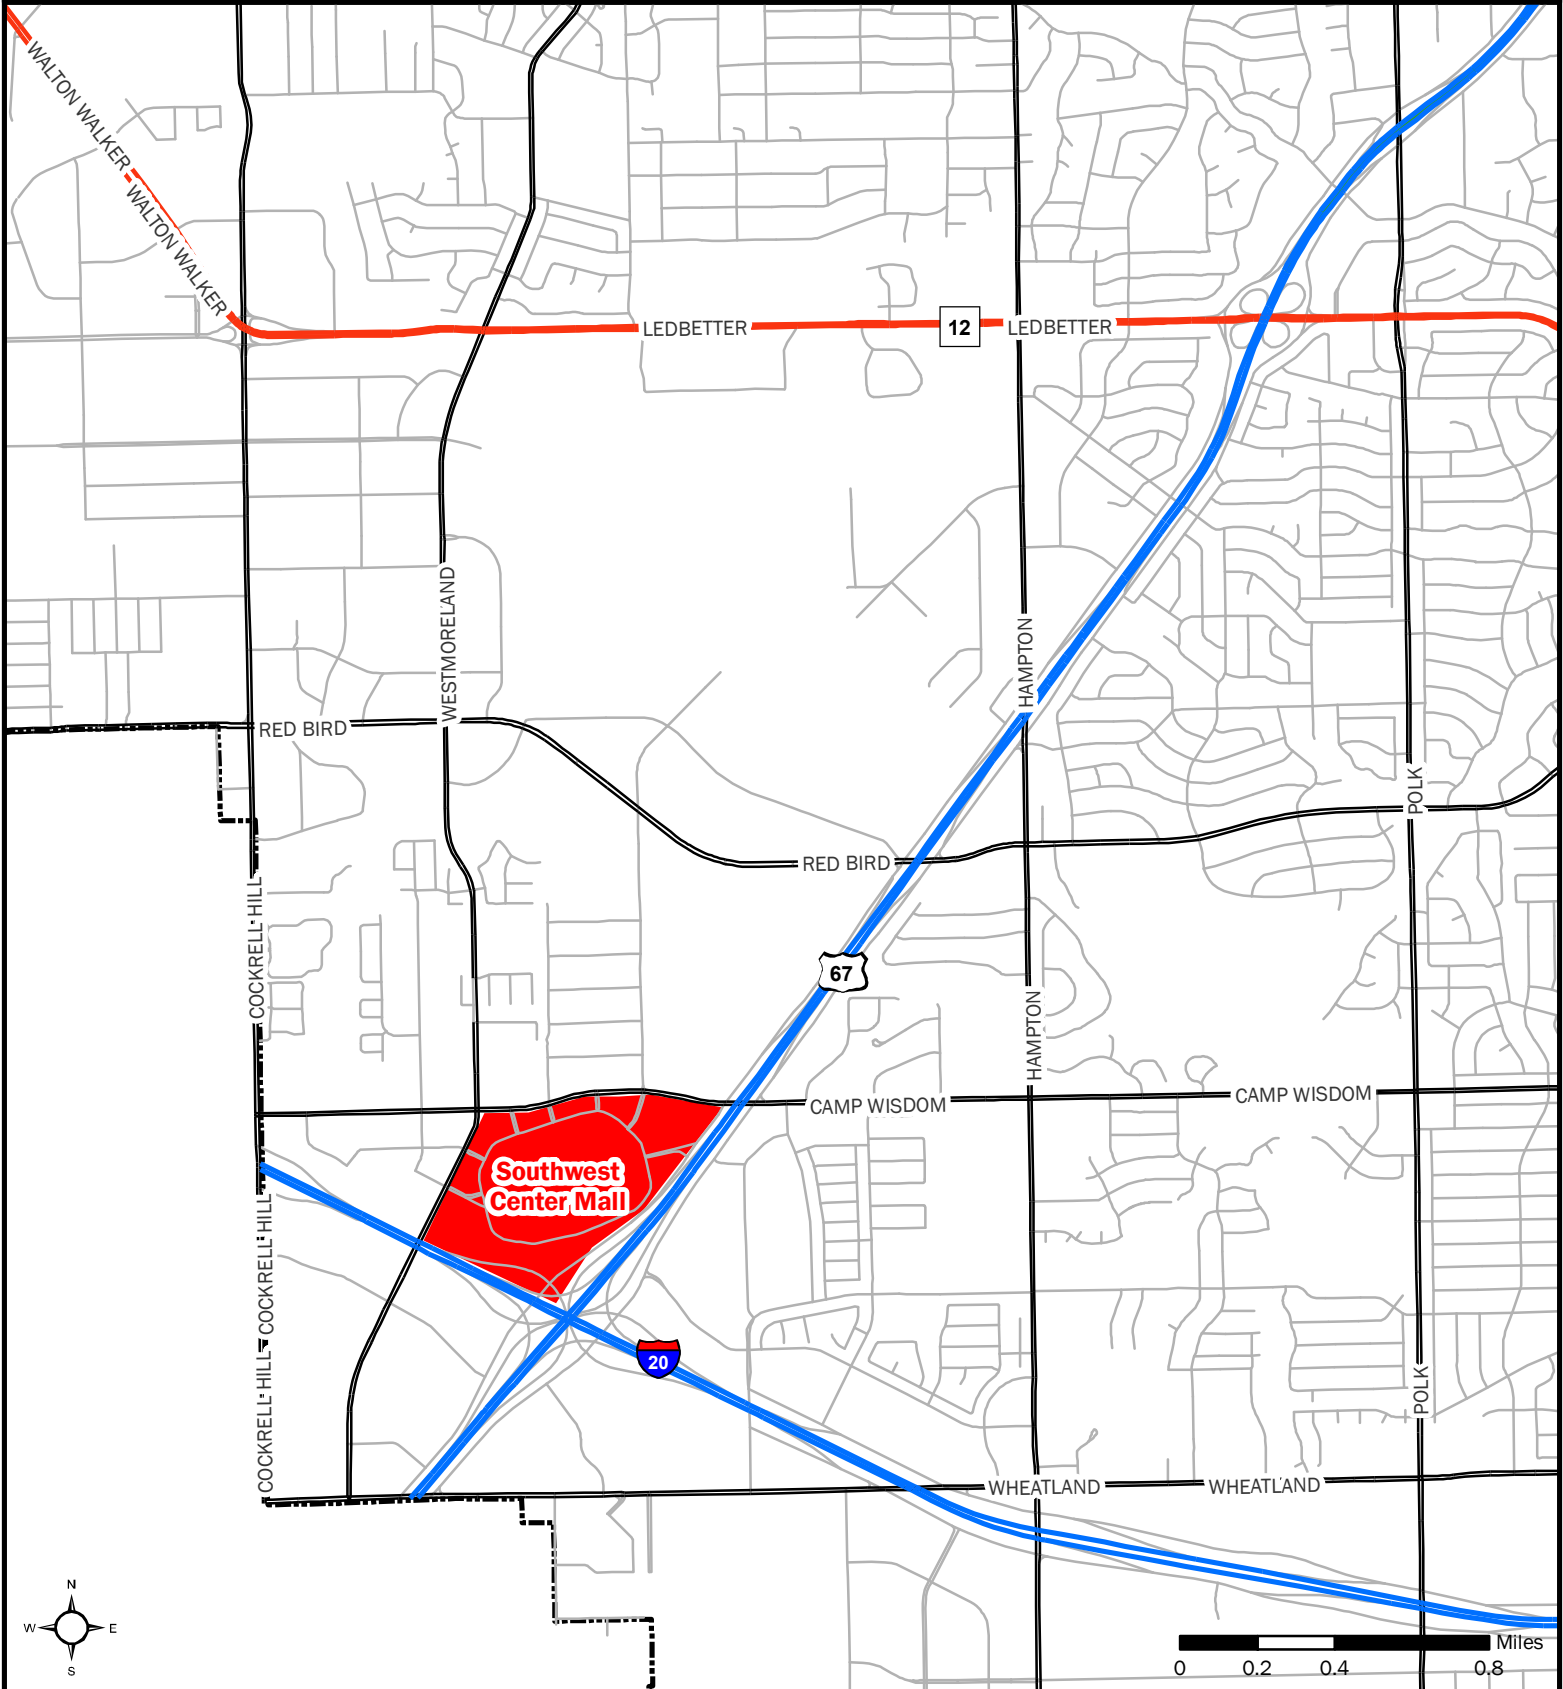 WALTON WALKER
WALTON WALKER
LEDBETTER
12
LEDBETTER
WESTMORELAND
HAMPTON
RED BIRD
POLK
RED BIRD
COCKRELL HILL
67
HAMPTON
CAMP WISDOM
CAMP WISDOM
Southwest
Center Mall
COCKRELL HILL
20
COCKRELL HILL
POLK
WHEATLAND
WHEATLAND
N
W
E
S
Miles
0
0.2
0.4
0.8